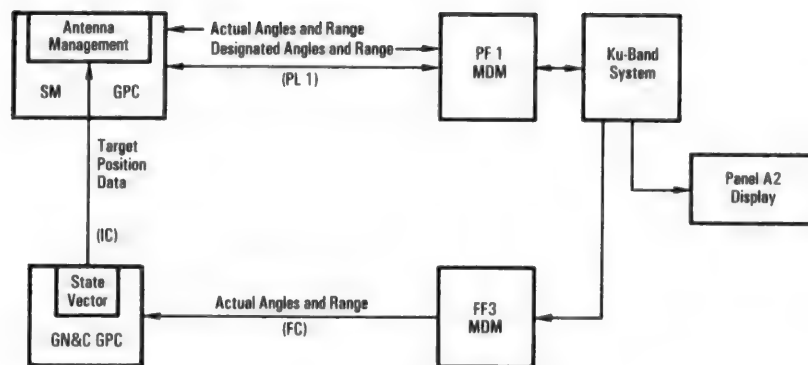 Antenna
Management
SM GPC
Actual Angles and Range
Designated Angles and Range
(PL 1)
PF 1
MDM
Ku-Band
System
Target
Position
Data
(IC)
Panel A2
Display
State
Vector
GN&C GPC
Actual Angles and Range
(FC)
FF3
MDM